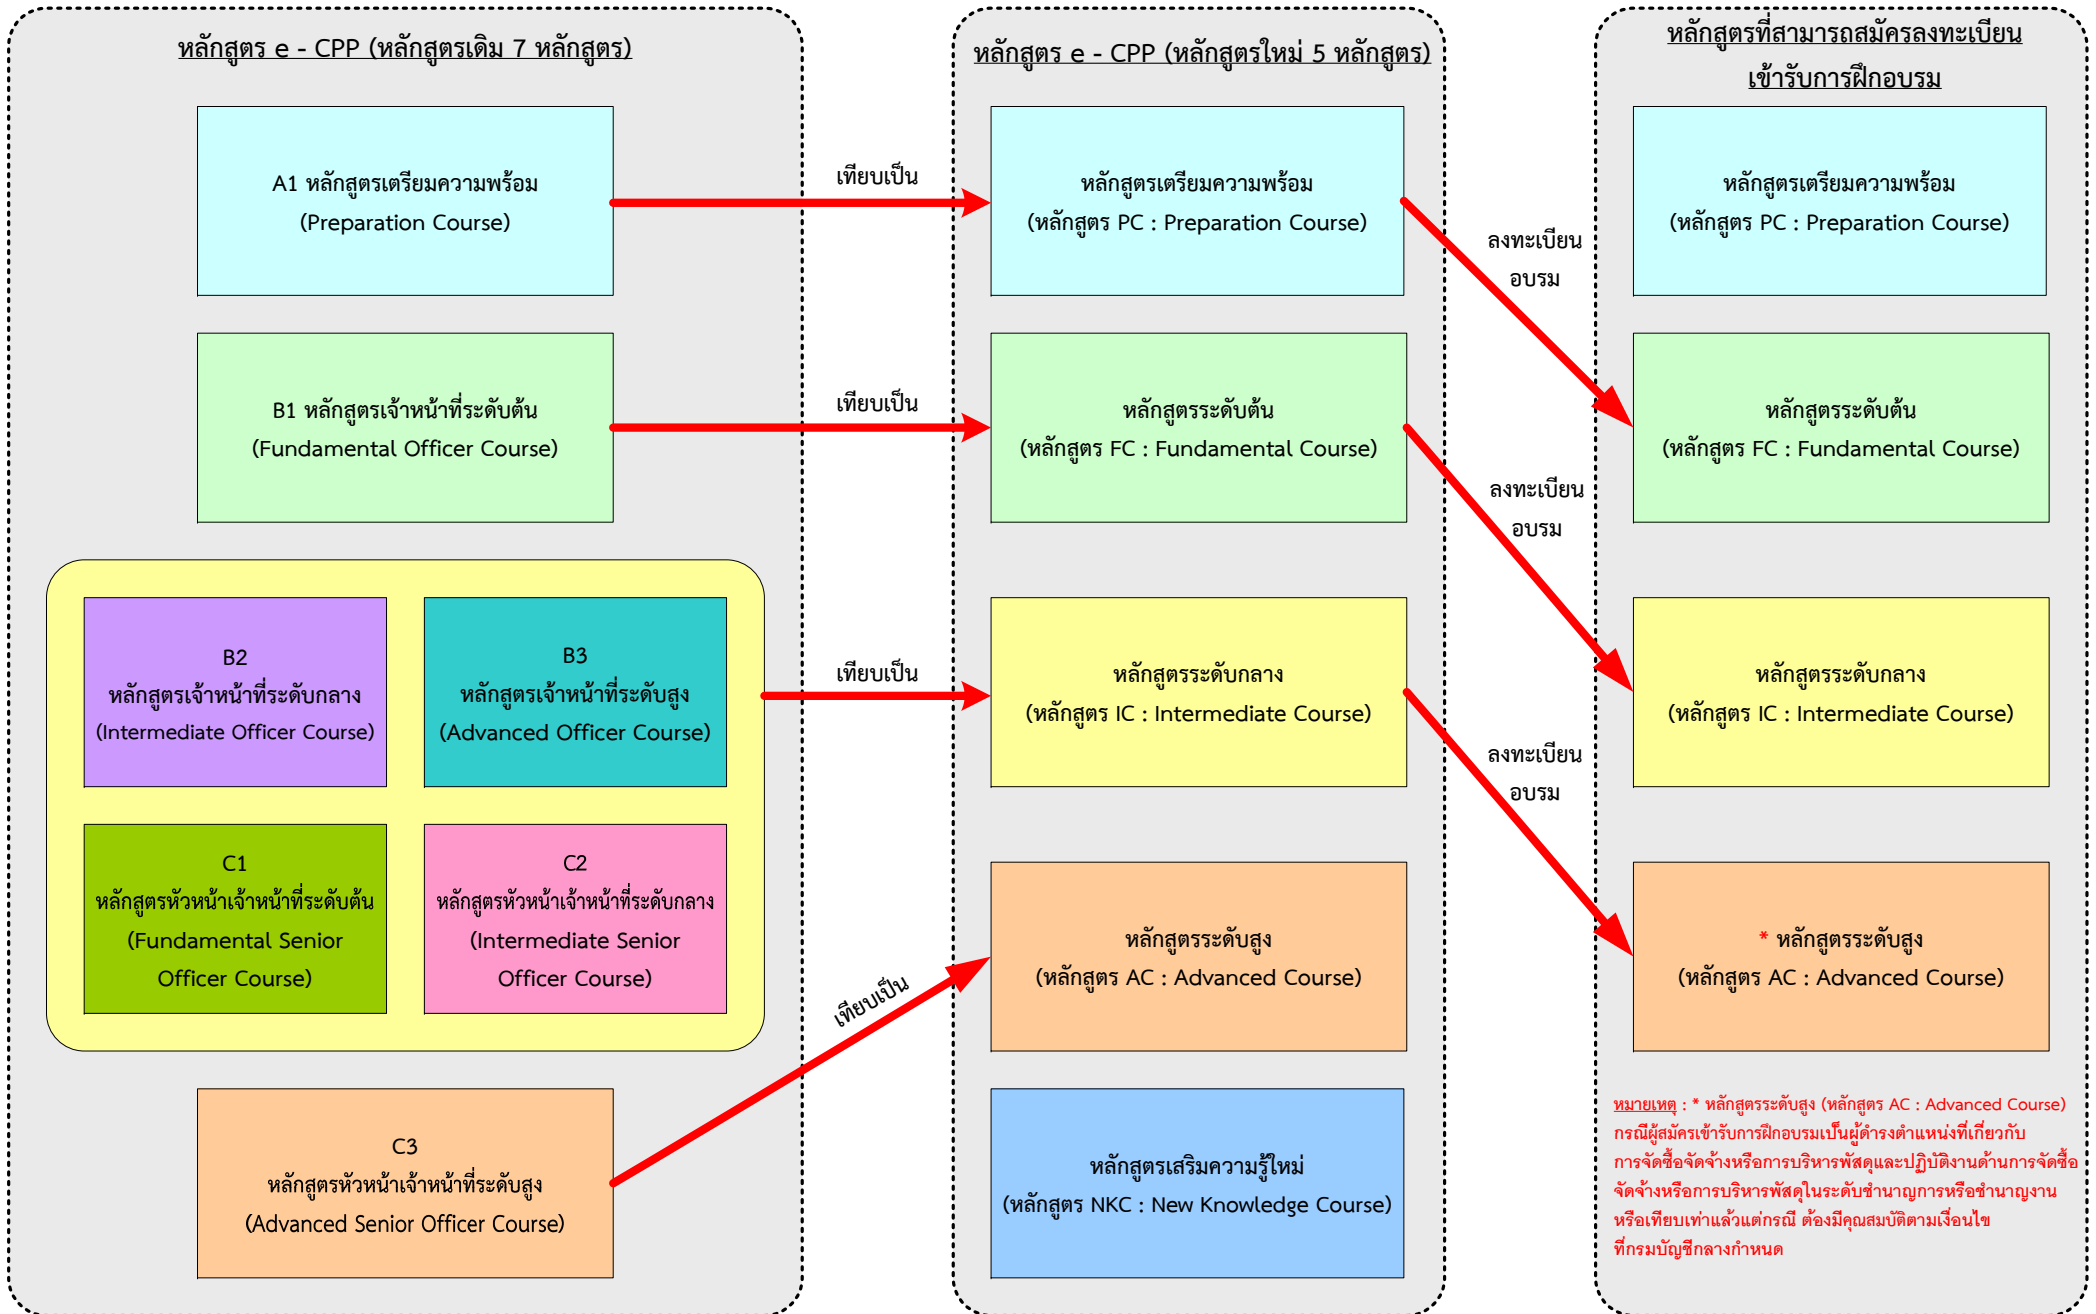 หลักสูตร e - CPP (หลักสูตรเดิม 7 หลักสูตร)
A1 หลักสูตรเตรียมความพร้อม
(Preparation Course)
B1 หลักสูตรเจ้าหน้าที่ระดับต้น
(Fundamental Officer Course)
B2
หลักสูตรเจ้าหน้าที่ระดับกลาง
(Intermediate Officer Course)
B3
หลักสูตรเจ้าหน้าที่ระดับสูง
(Advanced Officer Course)
C1
หลักสูตรหัวหน้าเจ้าหน้าที่ระดับต้น
(Fundamental Senior
Officer Course)
C2
หลักสูตรหัวหน้าเจ้าหน้าที่ระดับกลาง
(Intermediate Senior
Officer Course)
C3
หลักสูตรหัวหน้าเจ้าหน้าที่ระดับสูง
(Advanced Senior Officer Course)
เทียบเป็น
เทียบเป็น
เทียบเป็น
เทียบเป็น
หลักสูตร e - CPP (หลักสูตรใหม่ 5 หลักสูตร)
หลักสูตรเตรียมความพร้อม
(หลักสูตร PC : Preparation Course)
หลักสูตรระดับต้น
(หลักสูตร FC : Fundamental Course)
หลักสูตรระดับกลาง
(หลักสูตร IC : Intermediate Course)
หลักสูตรระดับสูง
(หลักสูตร AC : Advanced Course)
หลักสูตรเสริมความรู้ใหม่
(หลักสูตร NKC : New Knowledge Course)
ลงทะเบียน
อบรม
ลงทะเบียน
อบรม
ลงทะเบียน
อบรม
หลักสูตรที่สามารถสมัครลงทะเบียน
เข้ารับการฝึกอบรม
หลักสูตรเตรียมความพร้อม
(หลักสูตร PC : Preparation Course)
หลักสูตรระดับต้น
(หลักสูตร FC : Fundamental Course)
หลักสูตรระดับกลาง
(หลักสูตร IC : Intermediate Course)
* หลักสูตรระดับสูง
(หลักสูตร AC : Advanced Course)
หมายเหตุ : * หลักสูตรระดับสูง (หลักสูตร AC : Advanced Course)
กรณีผู้สมัครเข้ารับการฝึกอบรมเป็นผู้ดำรงตำแหน่งที่เกี่ยวกับ
การจัดซื้อจัดจ้างหรือการบริหารพัสดุและปฏิบัติงานด้านการจัดซื้อ
จัดจ้างหรือการบริหารพัสดุในระดับชำนาญการหรือชำนาญงาน
หรือเทียบเท่าแล้วแต่กรณี ต้องมีคุณสมบัติตามเงื่อนไข
ที่กรมบัญชีกลางกำหนด